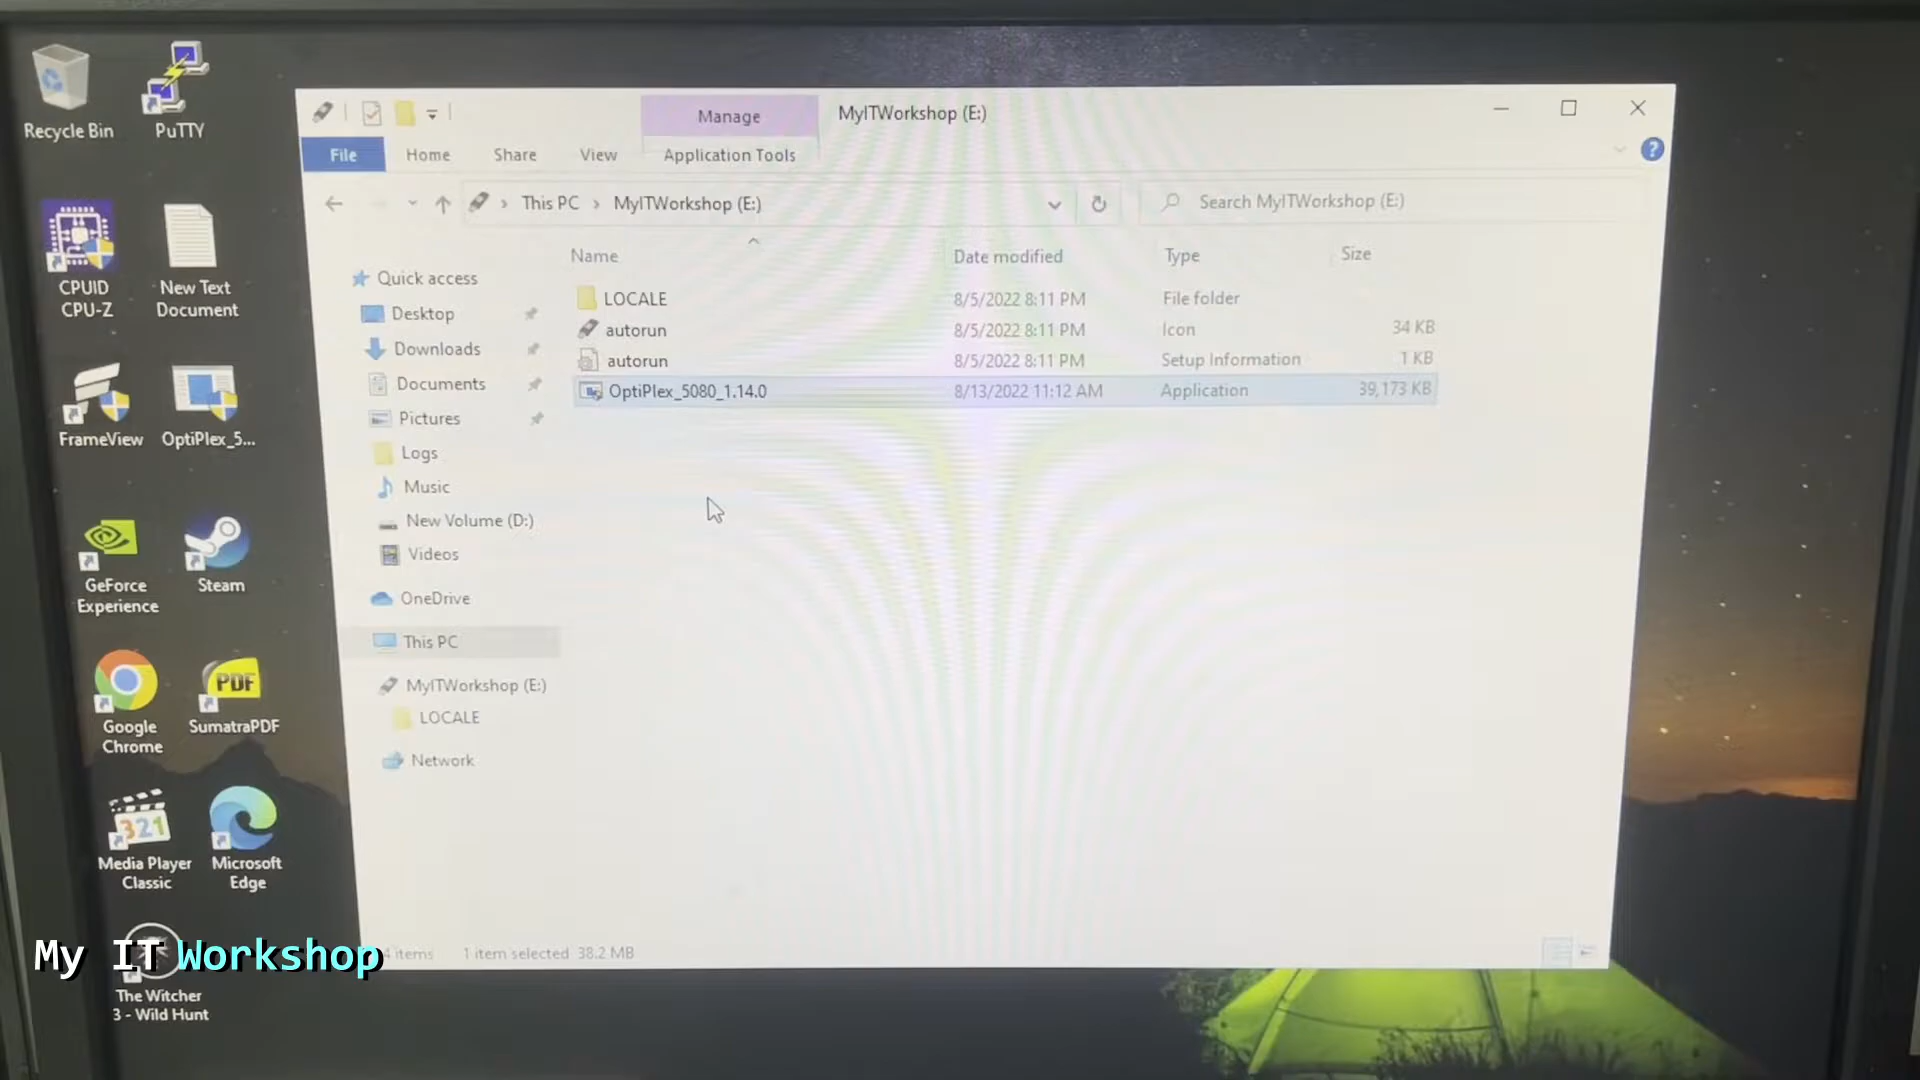 Recycle Bin
PuTTY
CPUID
CPU-Z
New Text
Document
FrameView
OptiPlex_5...
GeForce
Experience
Steam
Google
Chrome
PDF
SumatraPDF
321
Media Player
Classic
Microsoft
Edge
The Witcher
3 - Wild Hunt
Manage
MyITWorkshop (E:)
File
Home
Share
View
Application Tools
?
This PC
MyITWorkshop (E:)
Search MyITWorkshop (E:)
Quick access
Desktop
Downloads
Documents
Pictures
Logs
Music
New Volume (D:)
Videos
OneDrive
This PC
MyITWorkshop (E:)
LOCALE
Network
Name Date modified Type Size
LOCALE 8/5/2022 8:11 PM File folder
autorun 8/5/2022 8:11 PM Icon 34 KB
autorun 8/5/2022 8:11 PM Setup Information 1 KB
OptiPlex_5080_1.14.0 8/13/2022 11:12 AM Application 39,173 KB
4 items 1 item selected 38.2 MB
My IT Workshop